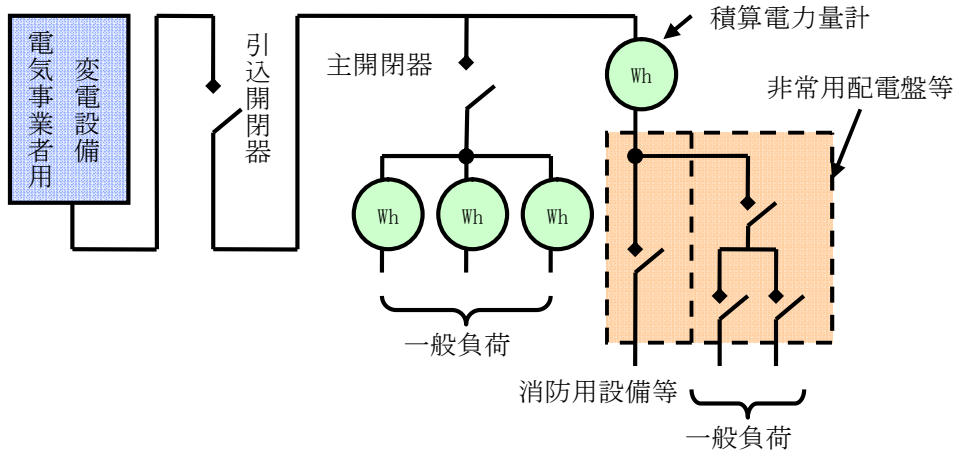 電気事業者用
変電設備
引込開閉器
主開閉器
積算電力量計
Wh
非常用配電盤等
Wh
Wh
Wh
一般負荷
消防用設備等
一般負荷